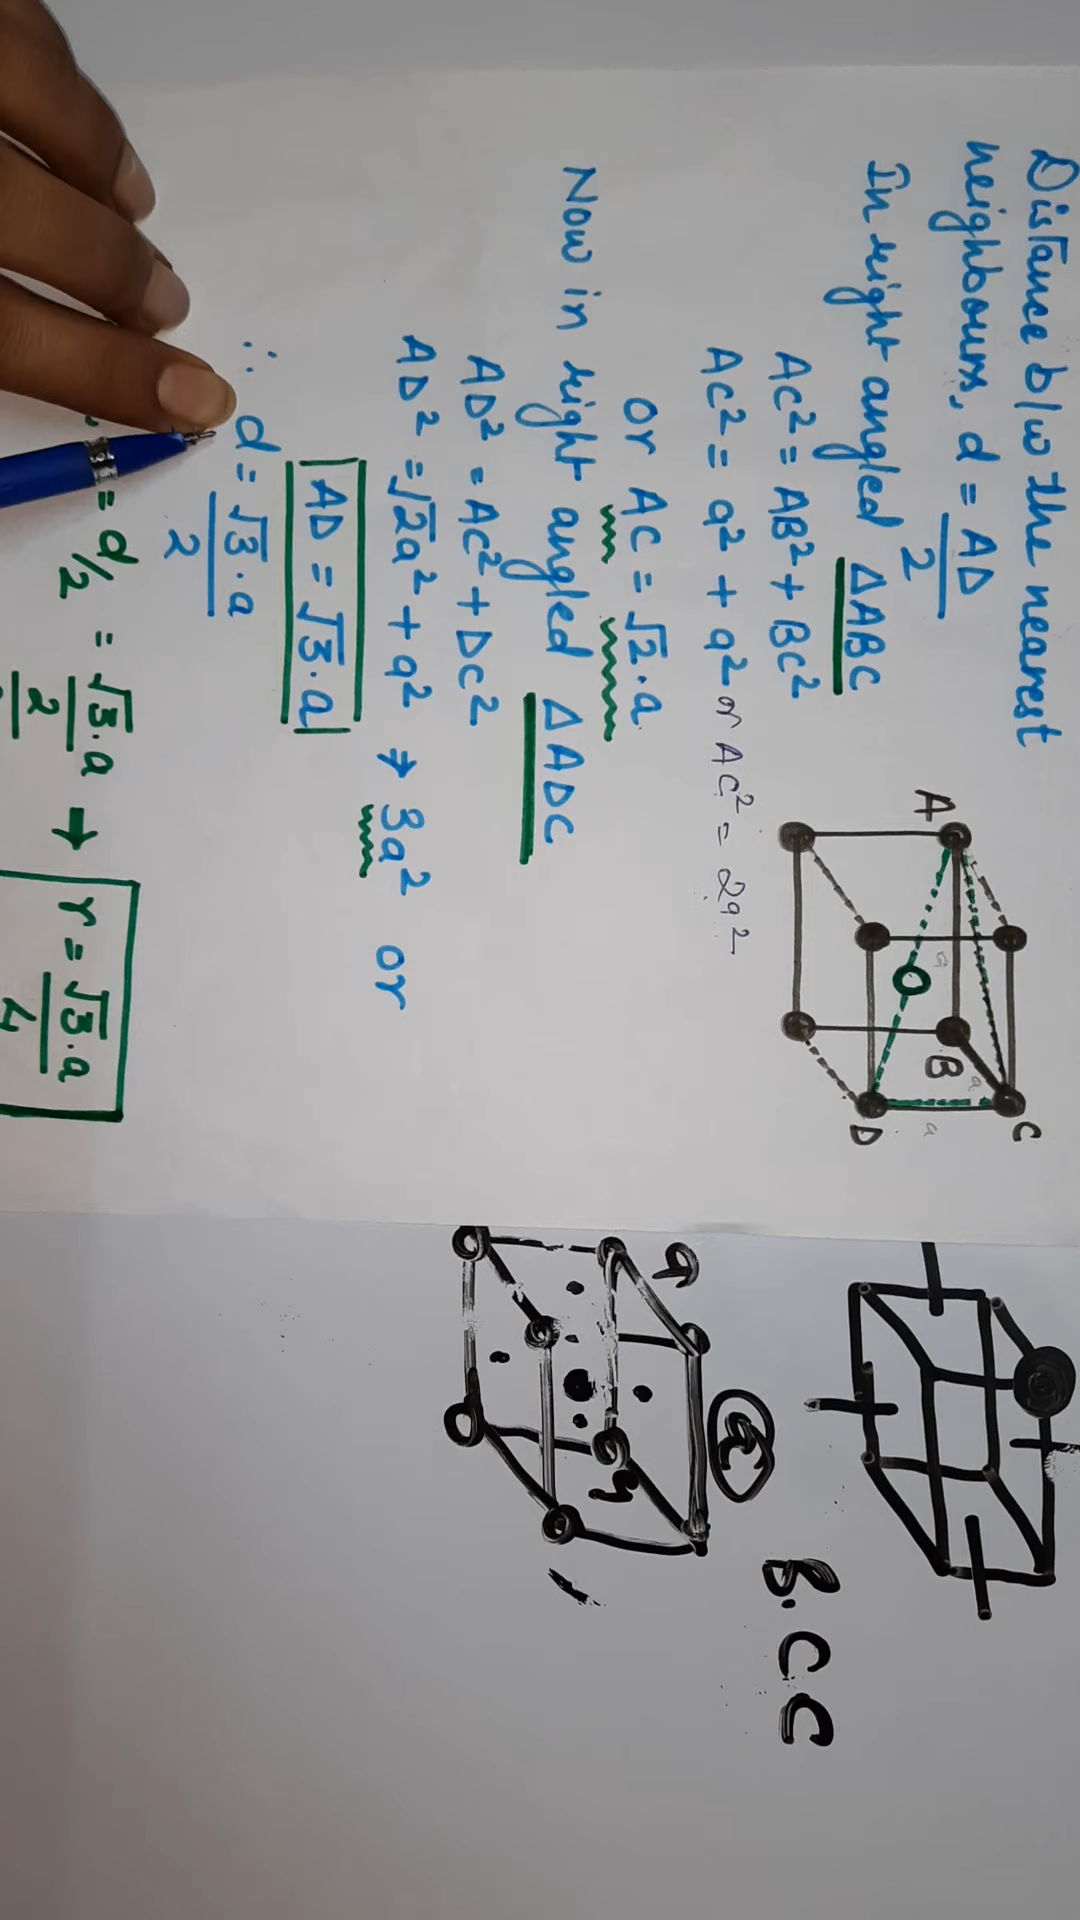 Distance b/w the nearest
neighbours, d = AD/2
In right angled ΔABC
AC² = AB² + BC²
AC² = a² + a² or AC² = 2a²
or AC = √2.a
Now in right angled ΔADC
AD² = AC² + DC²
AD² = √2a² + a² → 3a² or
AD = √3.a
∴ d = √3.a/2
= d/2 = √3.a/2 → r = √3.a/4
A
B
C
D
a
a
a
B.CC